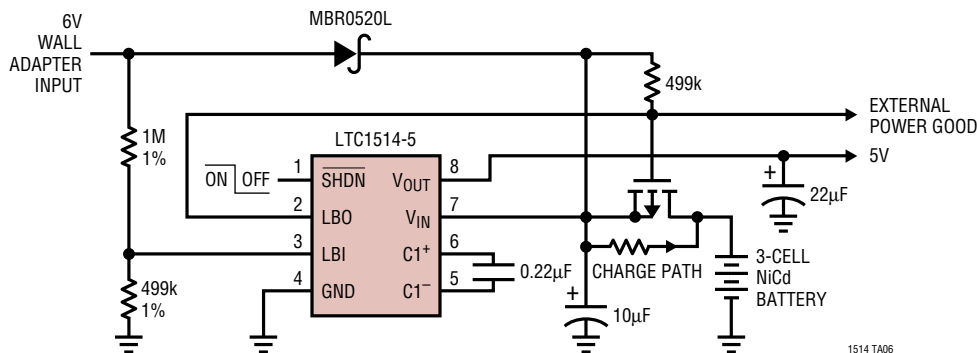 6V
WALL
ADAPTER
INPUT
MBR0520L
499k
EXTERNAL
POWER GOOD
1M
1%
LTC1514-5
5V
ON OFF
1 SHDN VOUT 8
2 LBO VIN 7
3 LBI C1+ 6
4 GND C1– 5
+
22µF
0.22µF
CHARGE PATH
3-CELL
NiCd
BATTERY
499k
1%
+
10µF
1514 TA06